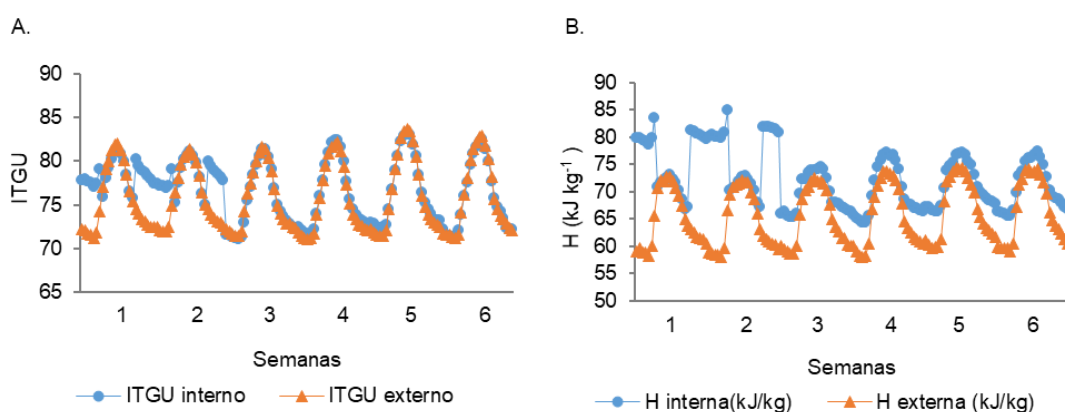 A.
90
85
80
75
70
65
ITGU
1 2 3 4 5 6
Semanas
ITGU interno ITGU externo
B.
90
85
80
75
70
65
60
55
50
H (kJ kg⁻¹)
1 2 3 4 5 6
Semanas
H interna(kJ/kg) H externa (kJ/kg)